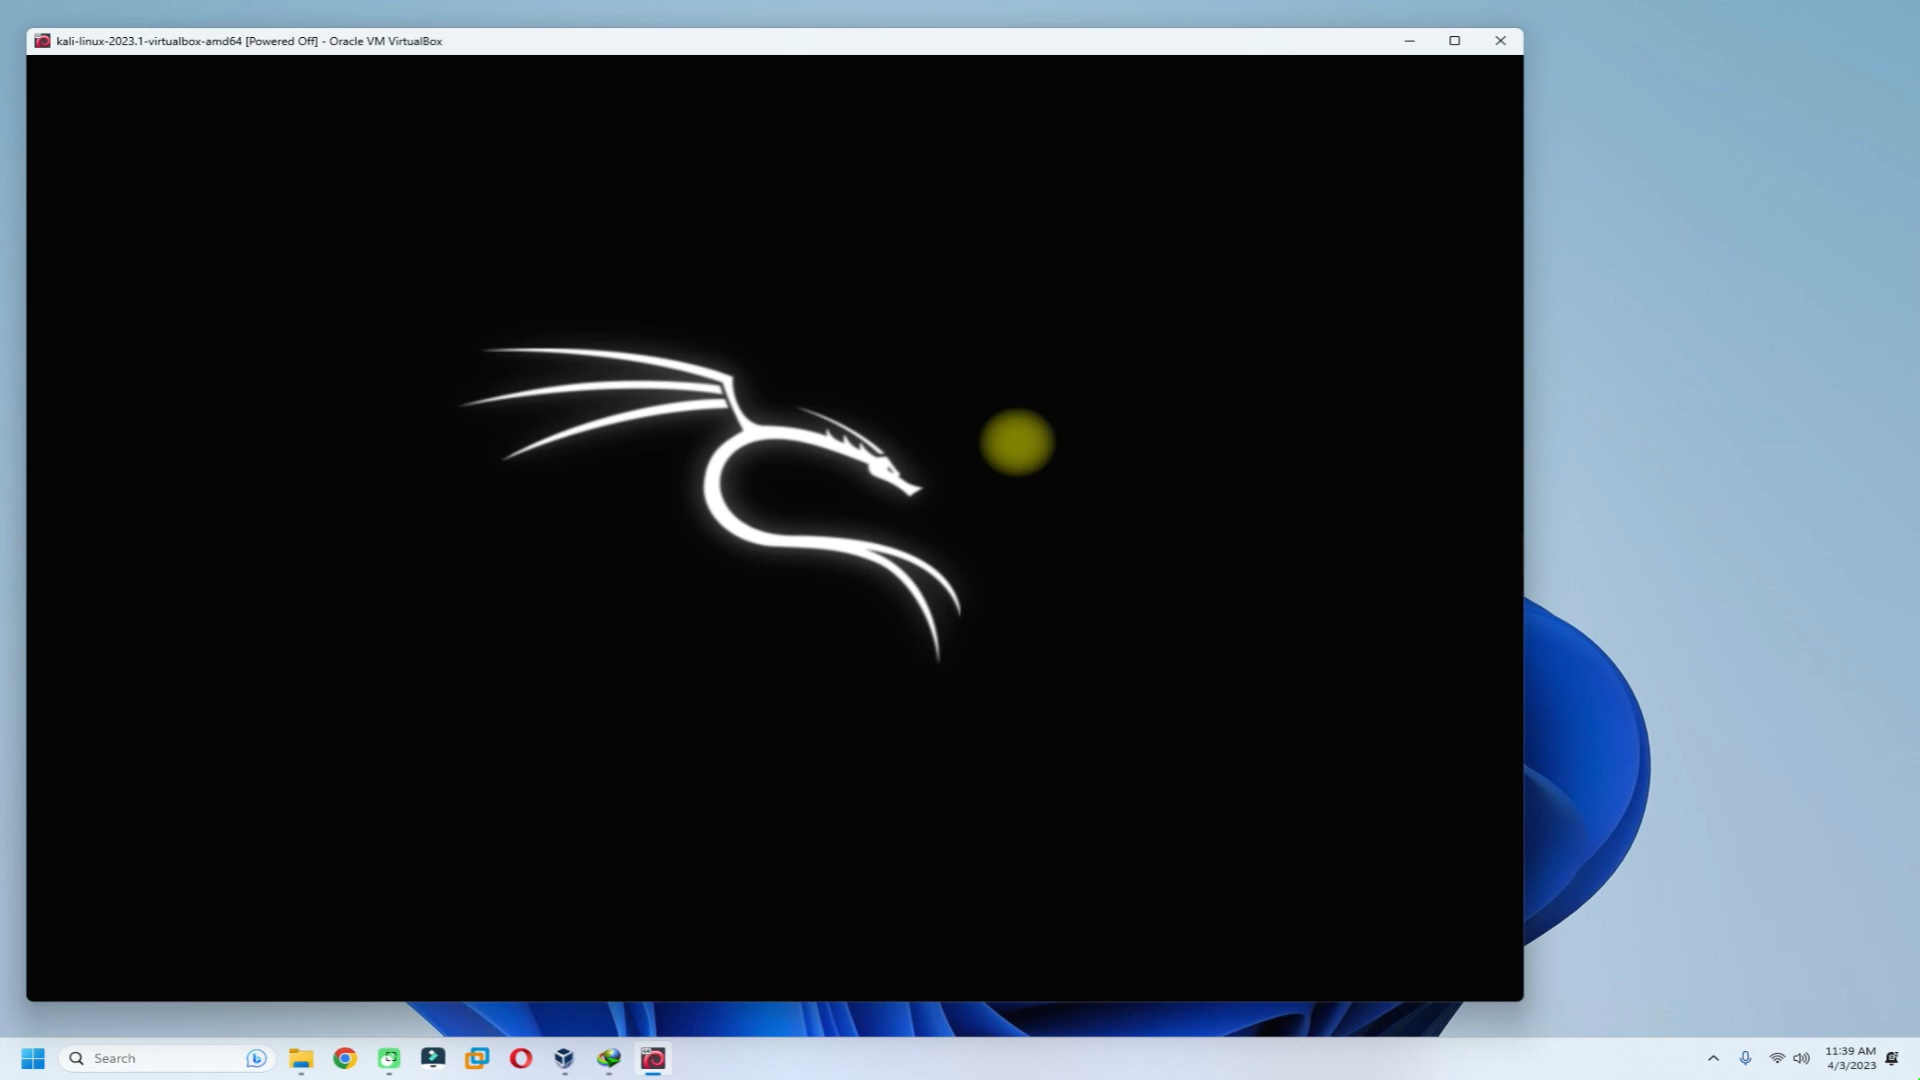 kali-linux-2023.1-virtualbox-amd64 [Powered Off] - Oracle VM VirtualBox
Search
11:39 AM
4/3/2023